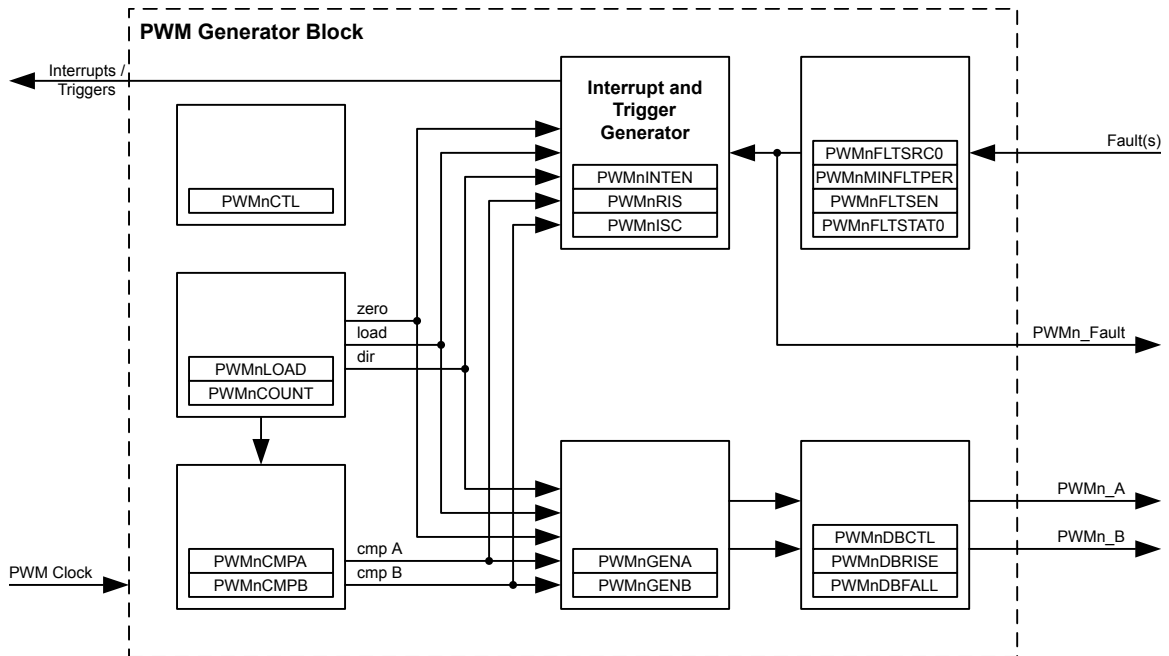 PWM Generator Block
Interrupts /
Triggers
Interrupt and
Trigger
Generator
PWMnINTEN
PWMnRIS
PWMnISC
PWMnFLTSRC0
PWMnMINFLTPER
PWMnFLTSEN
PWMnFLTSTAT0
Fault(s)
PWMnCTL
zero
load
dir
PWMnLOAD
PWMnCOUNT
PWMn_Fault
PWM Clock
PWMnCMPA
PWMnCMPB
cmp A
cmp B
PWMnGENA
PWMnGENB
PWMnDBCTL
PWMnDBRISE
PWMnDBFALL
PWMn_A
PWMn_B